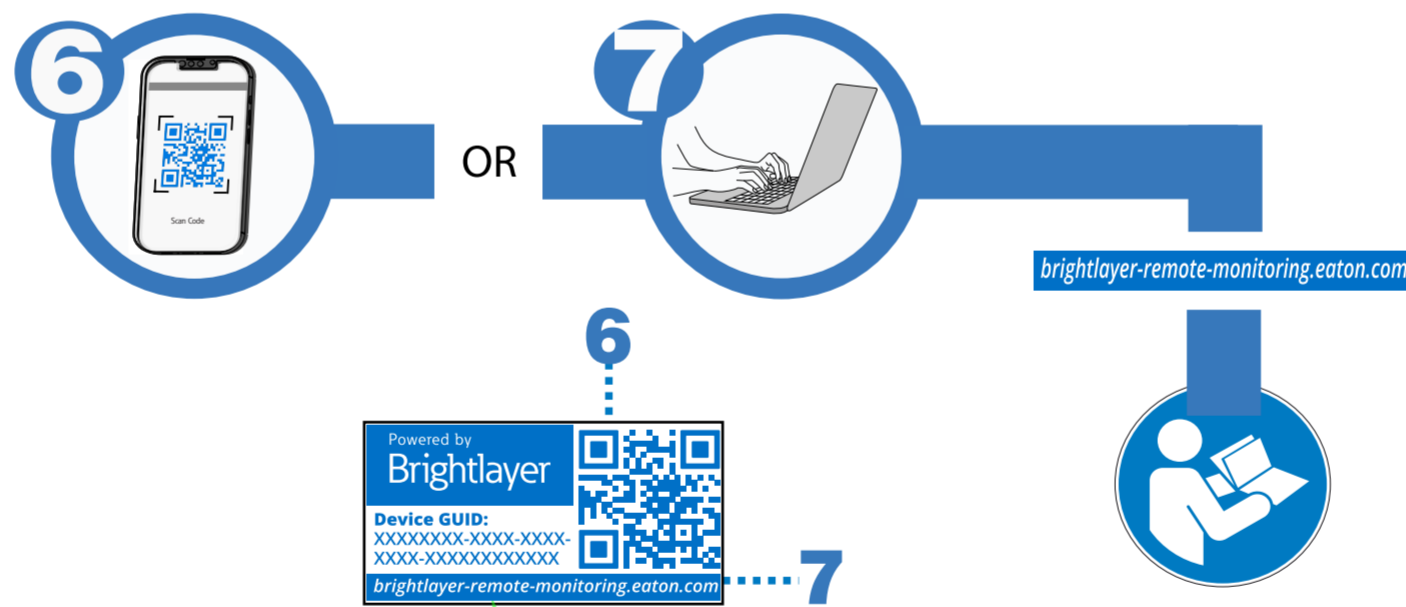 6
Scan Code
OR
7
brightlayer-remote-monitoring.eaton.com
6
Powered by
Brightlayer
Device GUID:
XXXXXXXX-XXXX-XXXX-
XXXX-XXXXXXXXXXXX
brightlayer-remote-monitoring.eaton.com
7